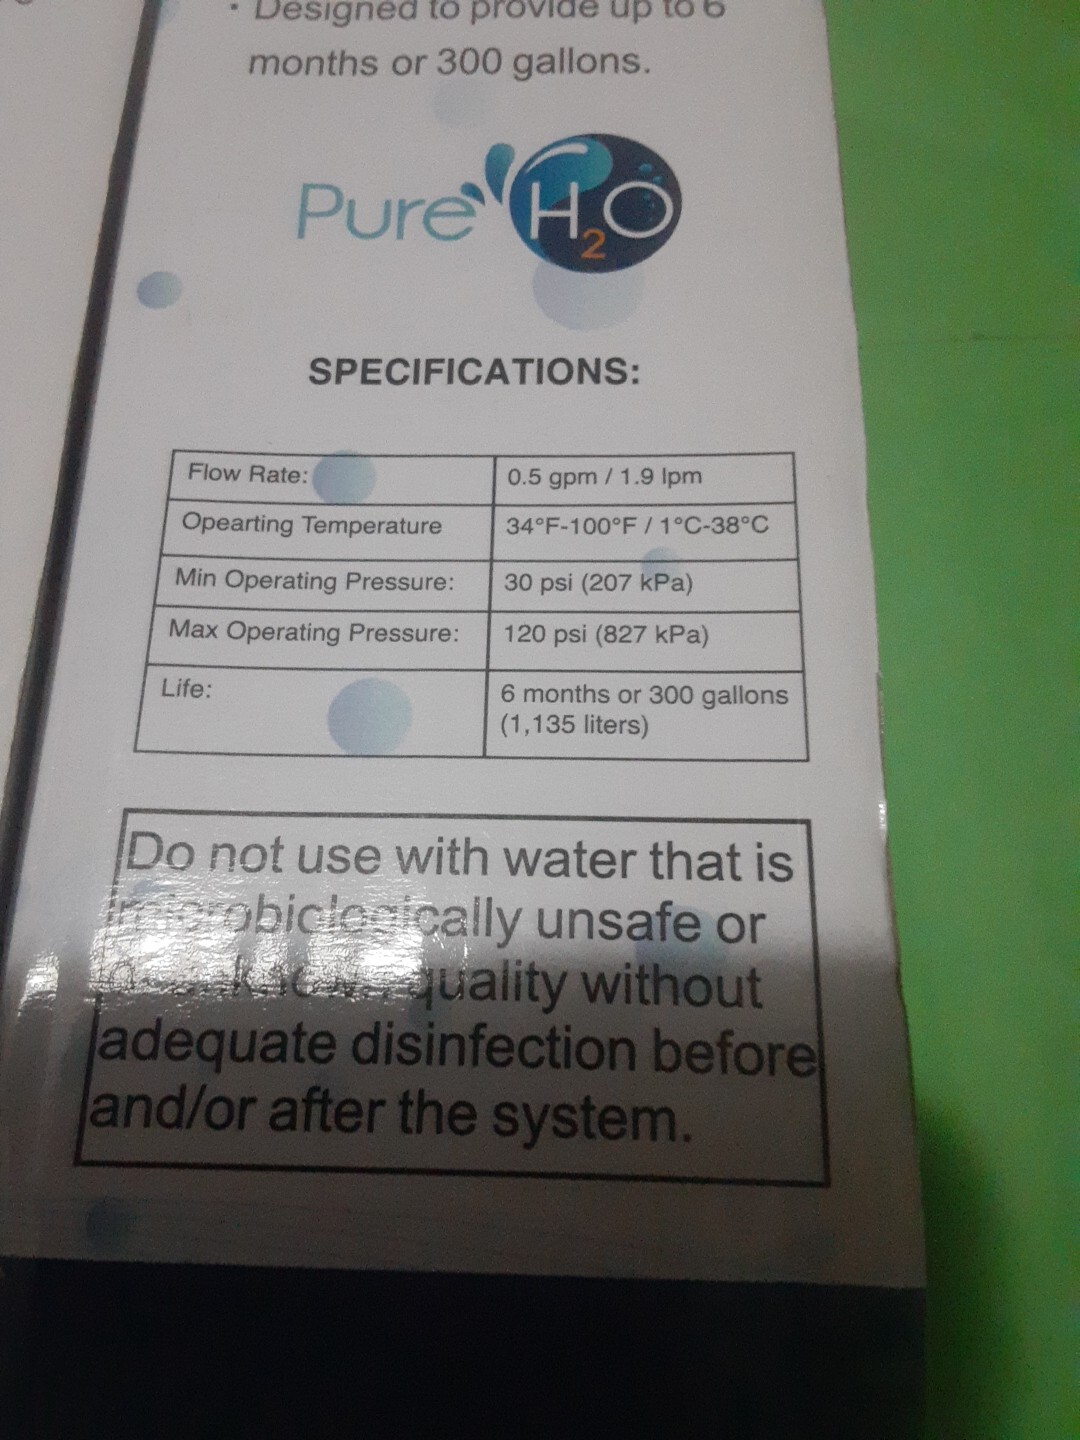 • Designed to provide up to 6
months or 300 gallons.
Pure H2O
SPECIFICATIONS:
Flow Rate: 0.5 gpm / 1.9 lpm
Opearting Temperature 34°F-100°F / 1°C-38°C
Min Operating Pressure: 30 psi (207 kPa)
Max Operating Pressure: 120 psi (827 kPa)
Life: 6 months or 300 gallons
(1,135 liters)
Do not use with water that is
microbiologically unsafe or
quality without
adequate disinfection before
and/or after the system.